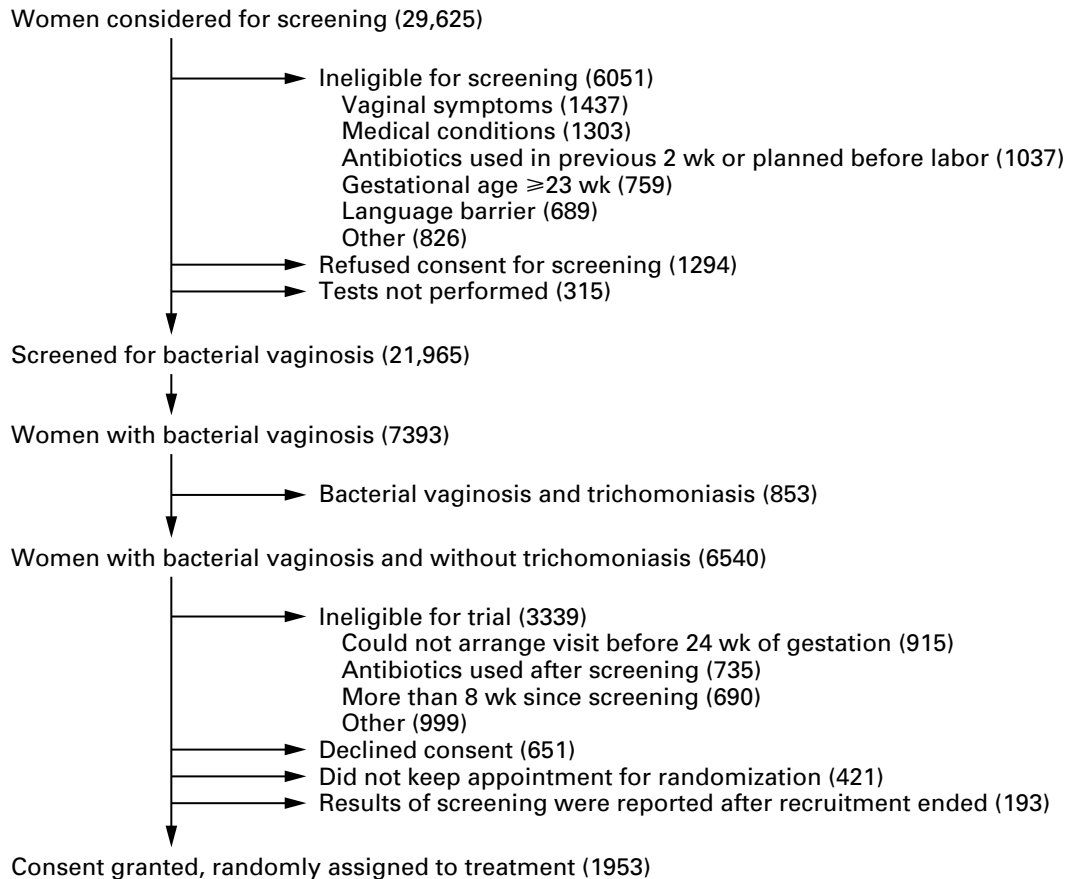 Women considered for screening (29,625)
Ineligible for screening (6051)
Vaginal symptoms (1437)
Medical conditions (1303)
Antibiotics used in previous 2 wk or planned before labor (1037)
Gestational age ⩾23 wk (759)
Language barrier (689)
Other (826)
Refused consent for screening (1294)
Tests not performed (315)
Screened for bacterial vaginosis (21,965)
Women with bacterial vaginosis (7393)
Bacterial vaginosis and trichomoniasis (853)
Women with bacterial vaginosis and without trichomoniasis (6540)
Ineligible for trial (3339)
Could not arrange visit before 24 wk of gestation (915)
Antibiotics used after screening (735)
More than 8 wk since screening (690)
Other (999)
Declined consent (651)
Did not keep appointment for randomization (421)
Results of screening were reported after recruitment ended (193)
Consent granted, randomly assigned to treatment (1953)